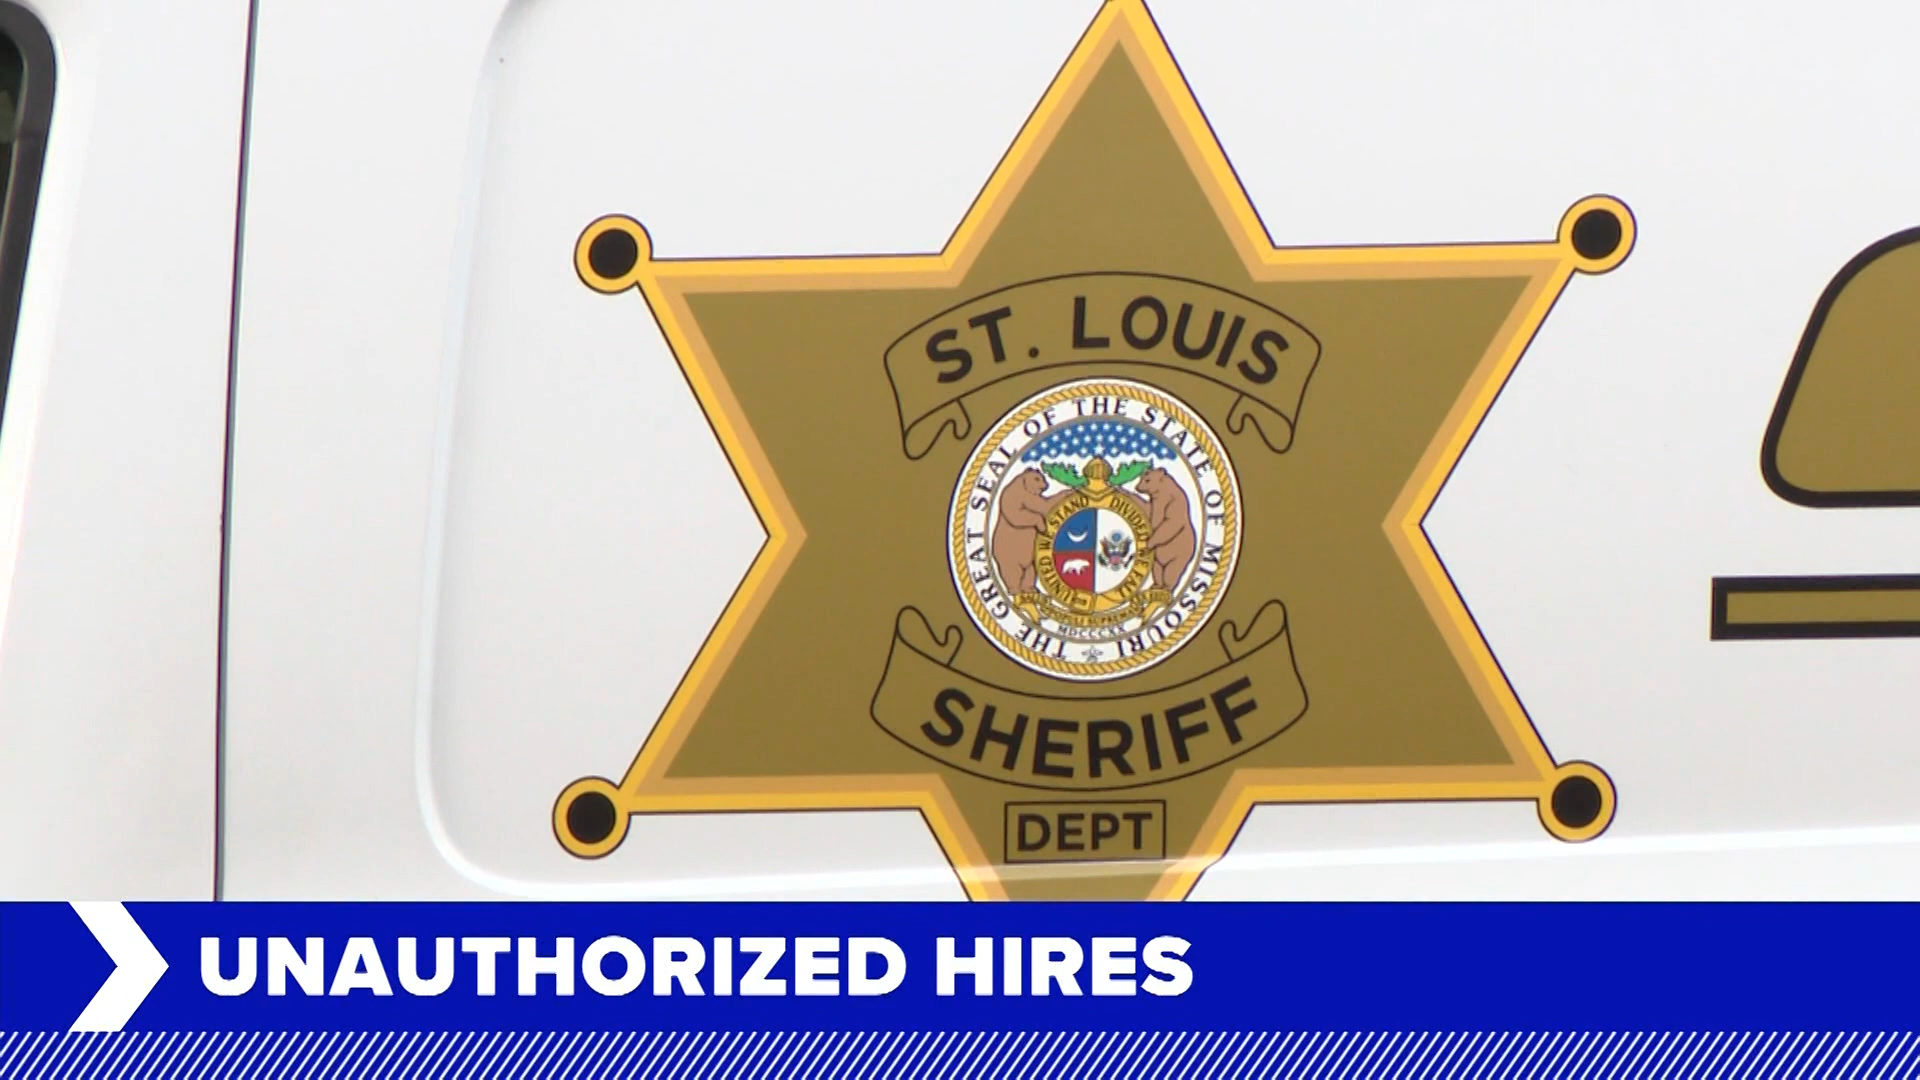 ST. LOUIS
THE GREAT SEAL OF THE STATE OF MISSOURI
UNITED WE STAND DIVIDED WE FALL
MDCCCXX
SHERIFF
DEPT
UNAUTHORIZED HIRES